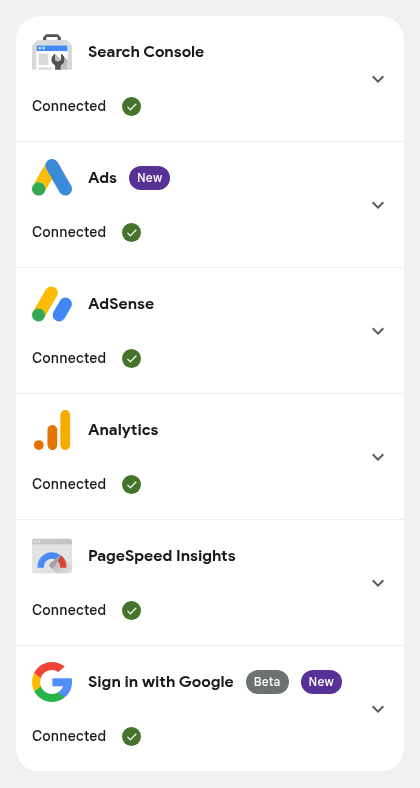 Search Console
Connected
Ads New
Connected
AdSense
Connected
Analytics
Connected
PageSpeed Insights
Connected
Sign in with Google Beta New
Connected